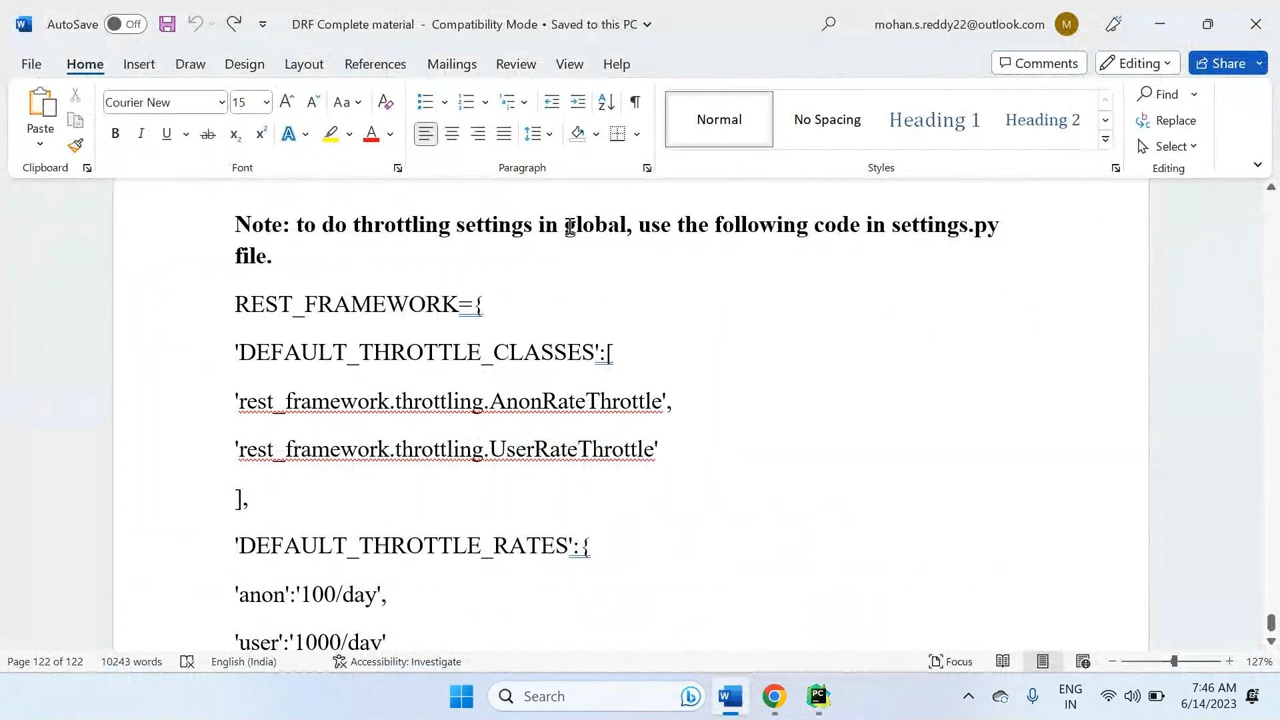 AutoSave Off DRF Complete material - Compatibility Mode • Saved to this PC mohan.s.reddy22@outlook.com M
File Home Insert Draw Design Layout References Mailings Review View Help Comments Editing Share
Courier New 15 Aa Normal No Spacing Heading 1 Heading 2 Find
Paste Replace
B I U ab x₂ x² A A Select
Clipboard Font Paragraph Styles Editing
Note: to do throttling settings in global, use the following code in settings.py
file.
REST_FRAMEWORK={
'DEFAULT_THROTTLE_CLASSES':[
'rest_framework.throttling.AnonRateThrottle',
'rest_framework.throttling.UserRateThrottle'
],
'DEFAULT_THROTTLE_RATES':{
'anon':'100/day',
'user':'1000/day'
Page 122 of 122 10243 words English (India) Accessibility: Investigate Focus 127%
Search ENG 7:46 AM
IN 6/14/2023